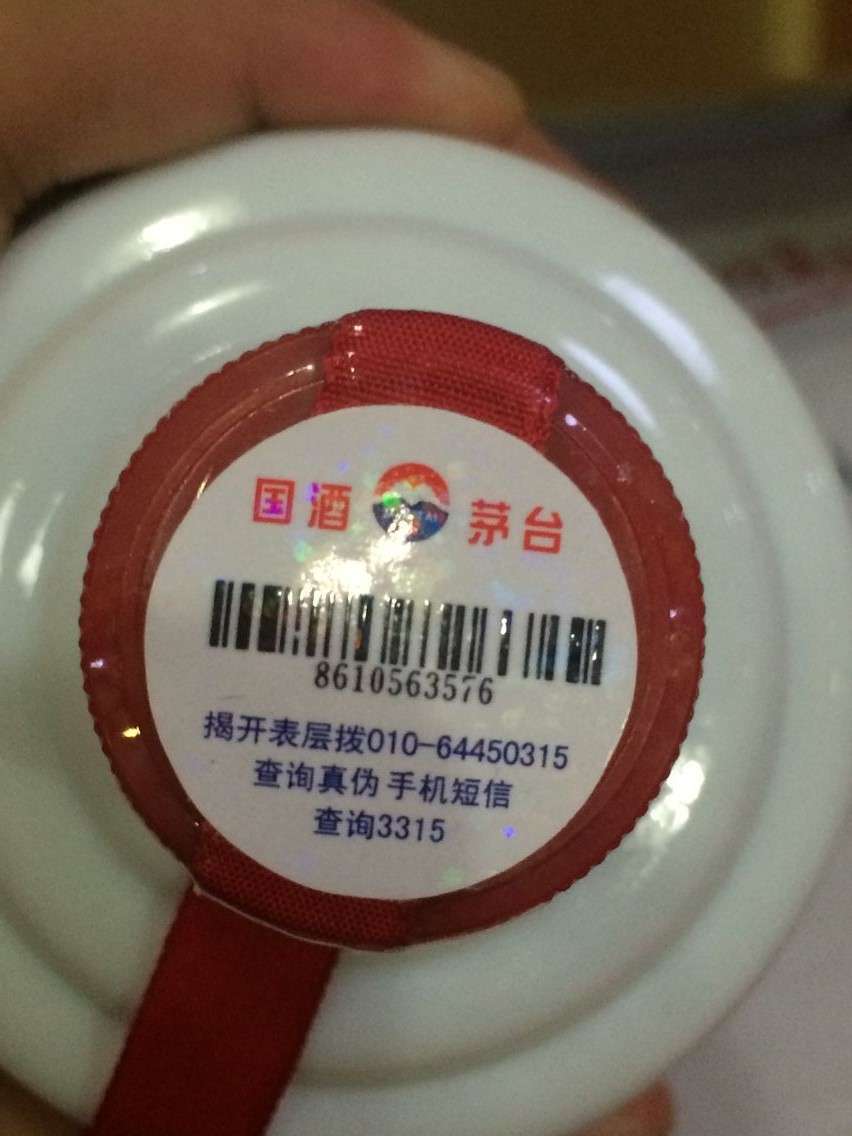 国酒 茅台
8610563576
揭开表层拨010-64450315
查询真伪 手机短信
查询3315